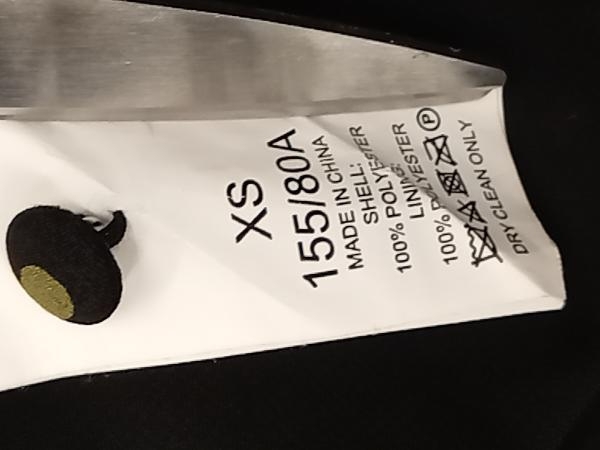 XS
155/80A
MADE IN CHINA
SHELL:
100% POLYESTER
LINING:
100% POLYESTER
P
DRY CLEAN ONLY